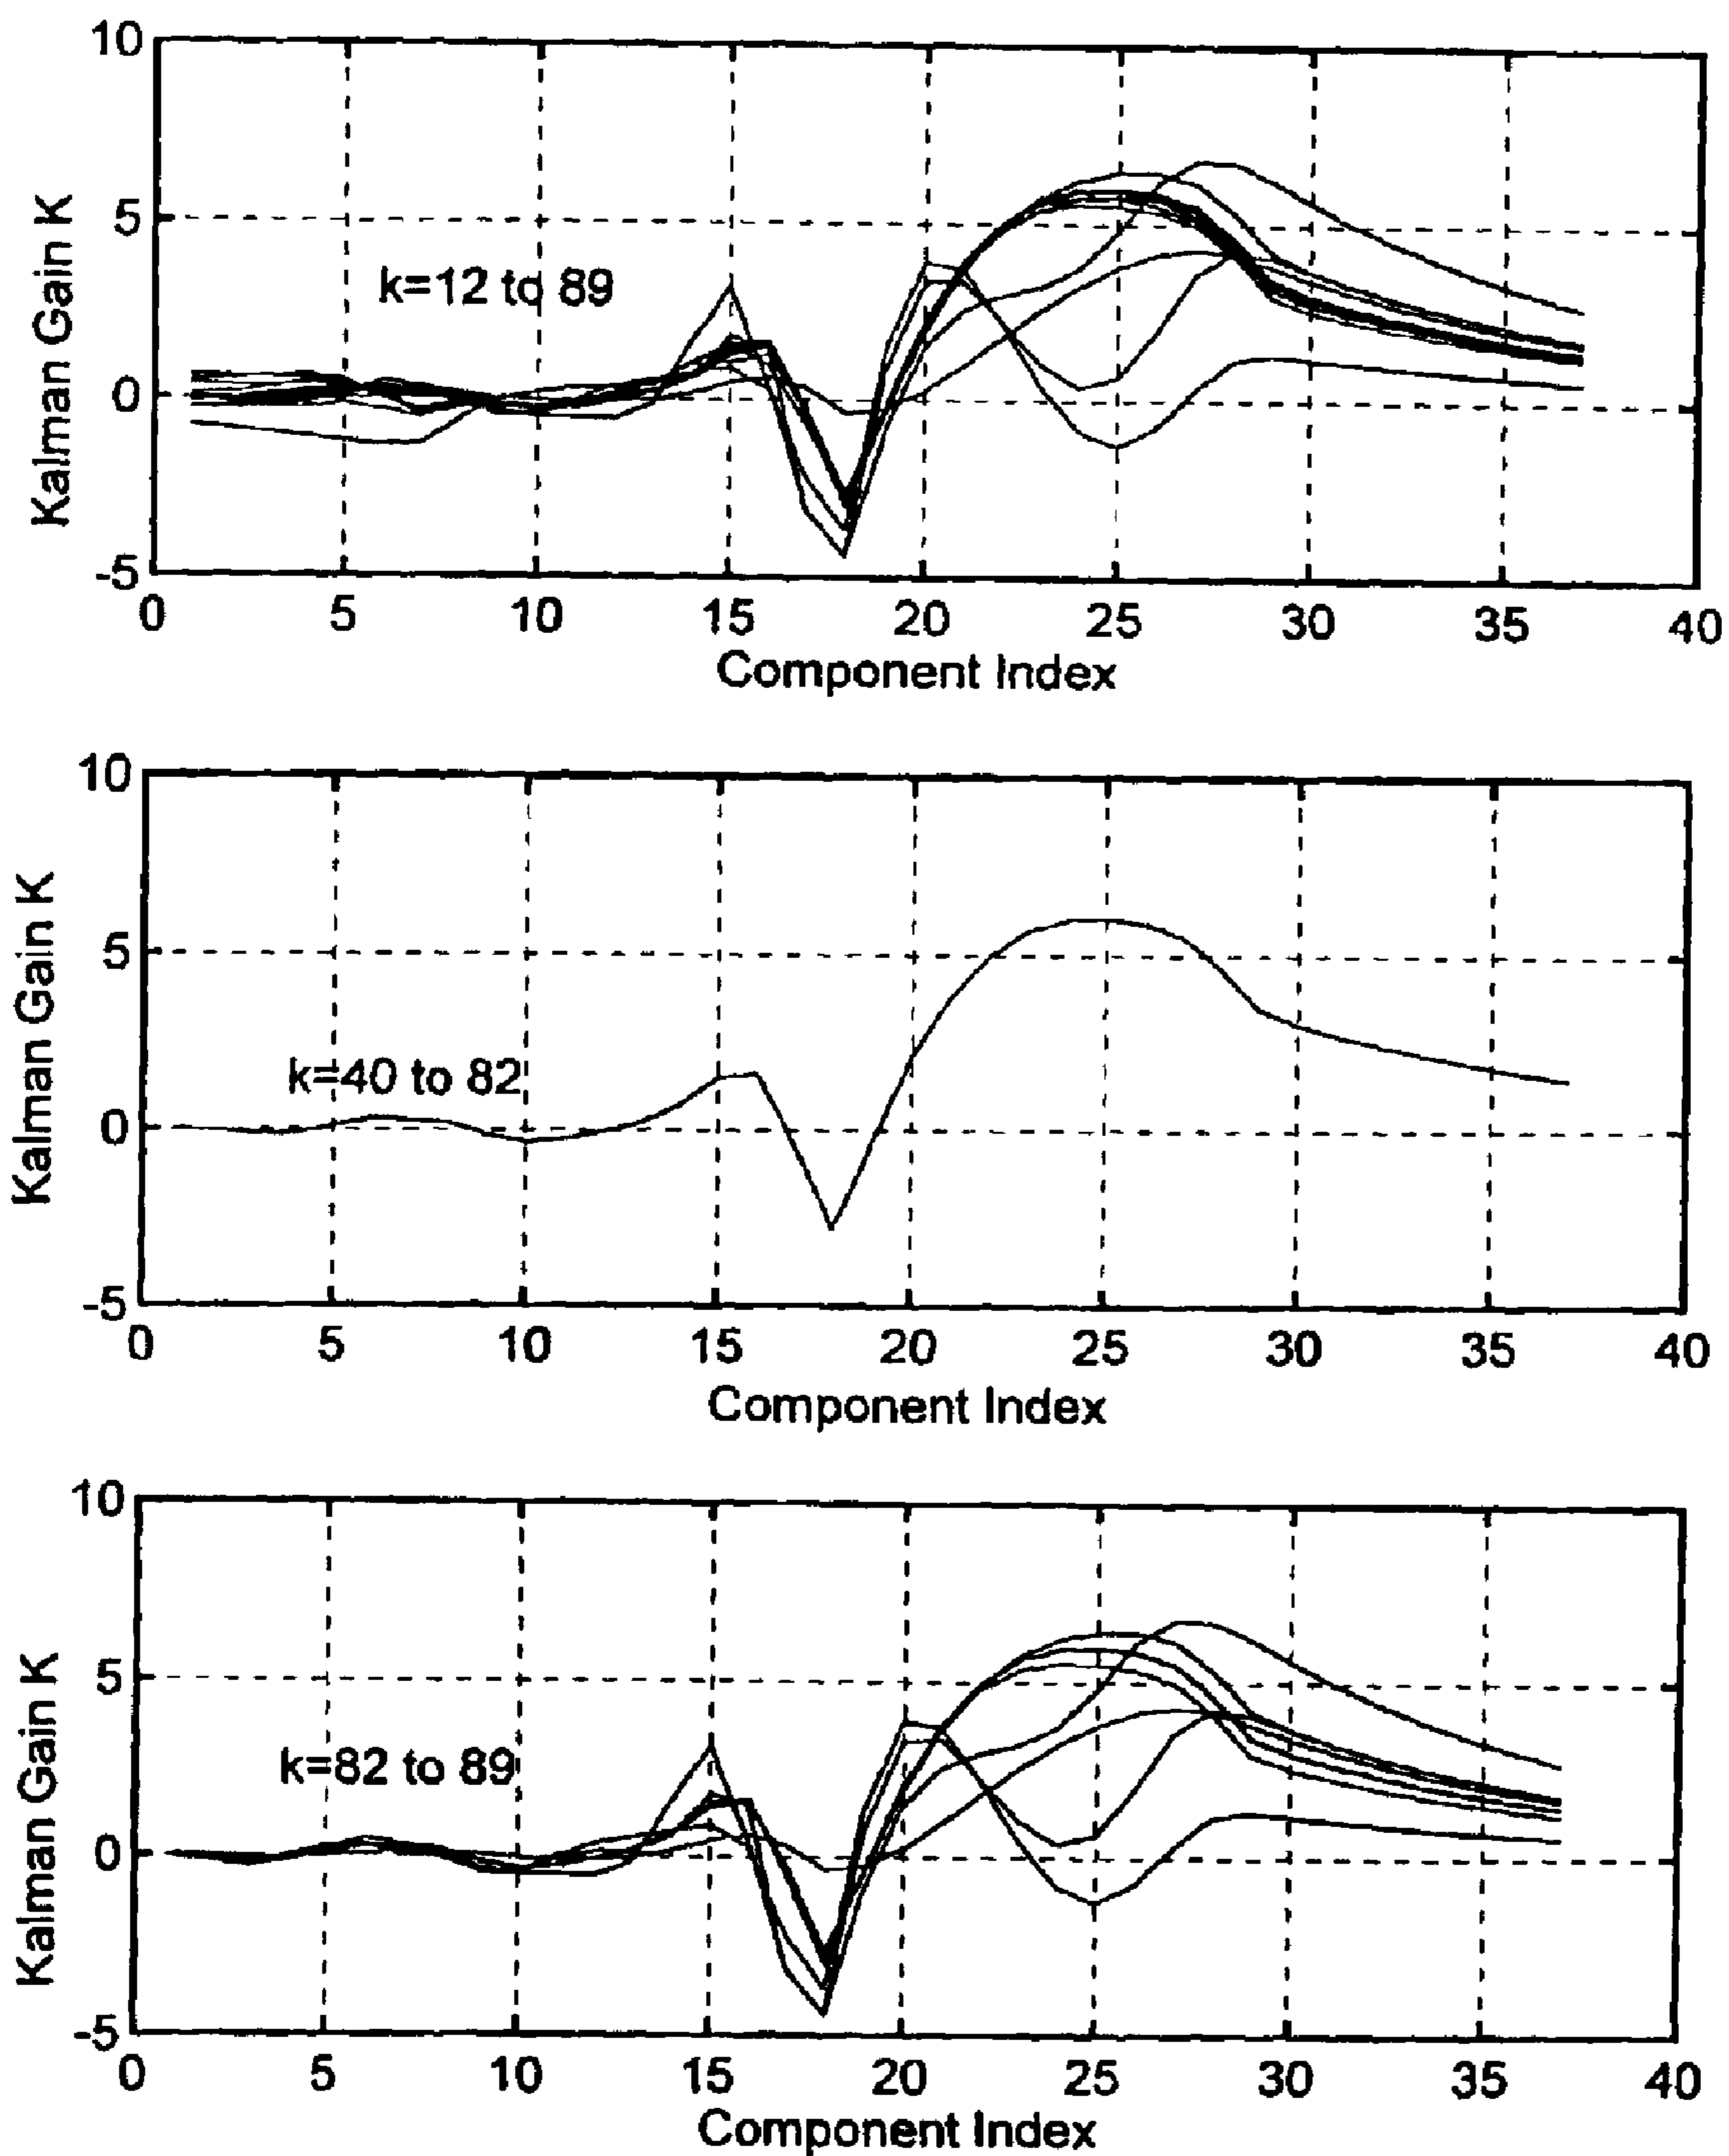 10
5
0
-5
Kalman Gain K
k=12 to 89
0 5 10 15 20 25 30 35 40
Component Index
10
5
0
-5
Kalman Gain K
k=40 to 82
0 5 10 15 20 25 30 35 40
Component Index
10
5
0
-5
Kalman Gain K
k=82 to 89
0 5 10 15 20 25 30 35 40
Component Index